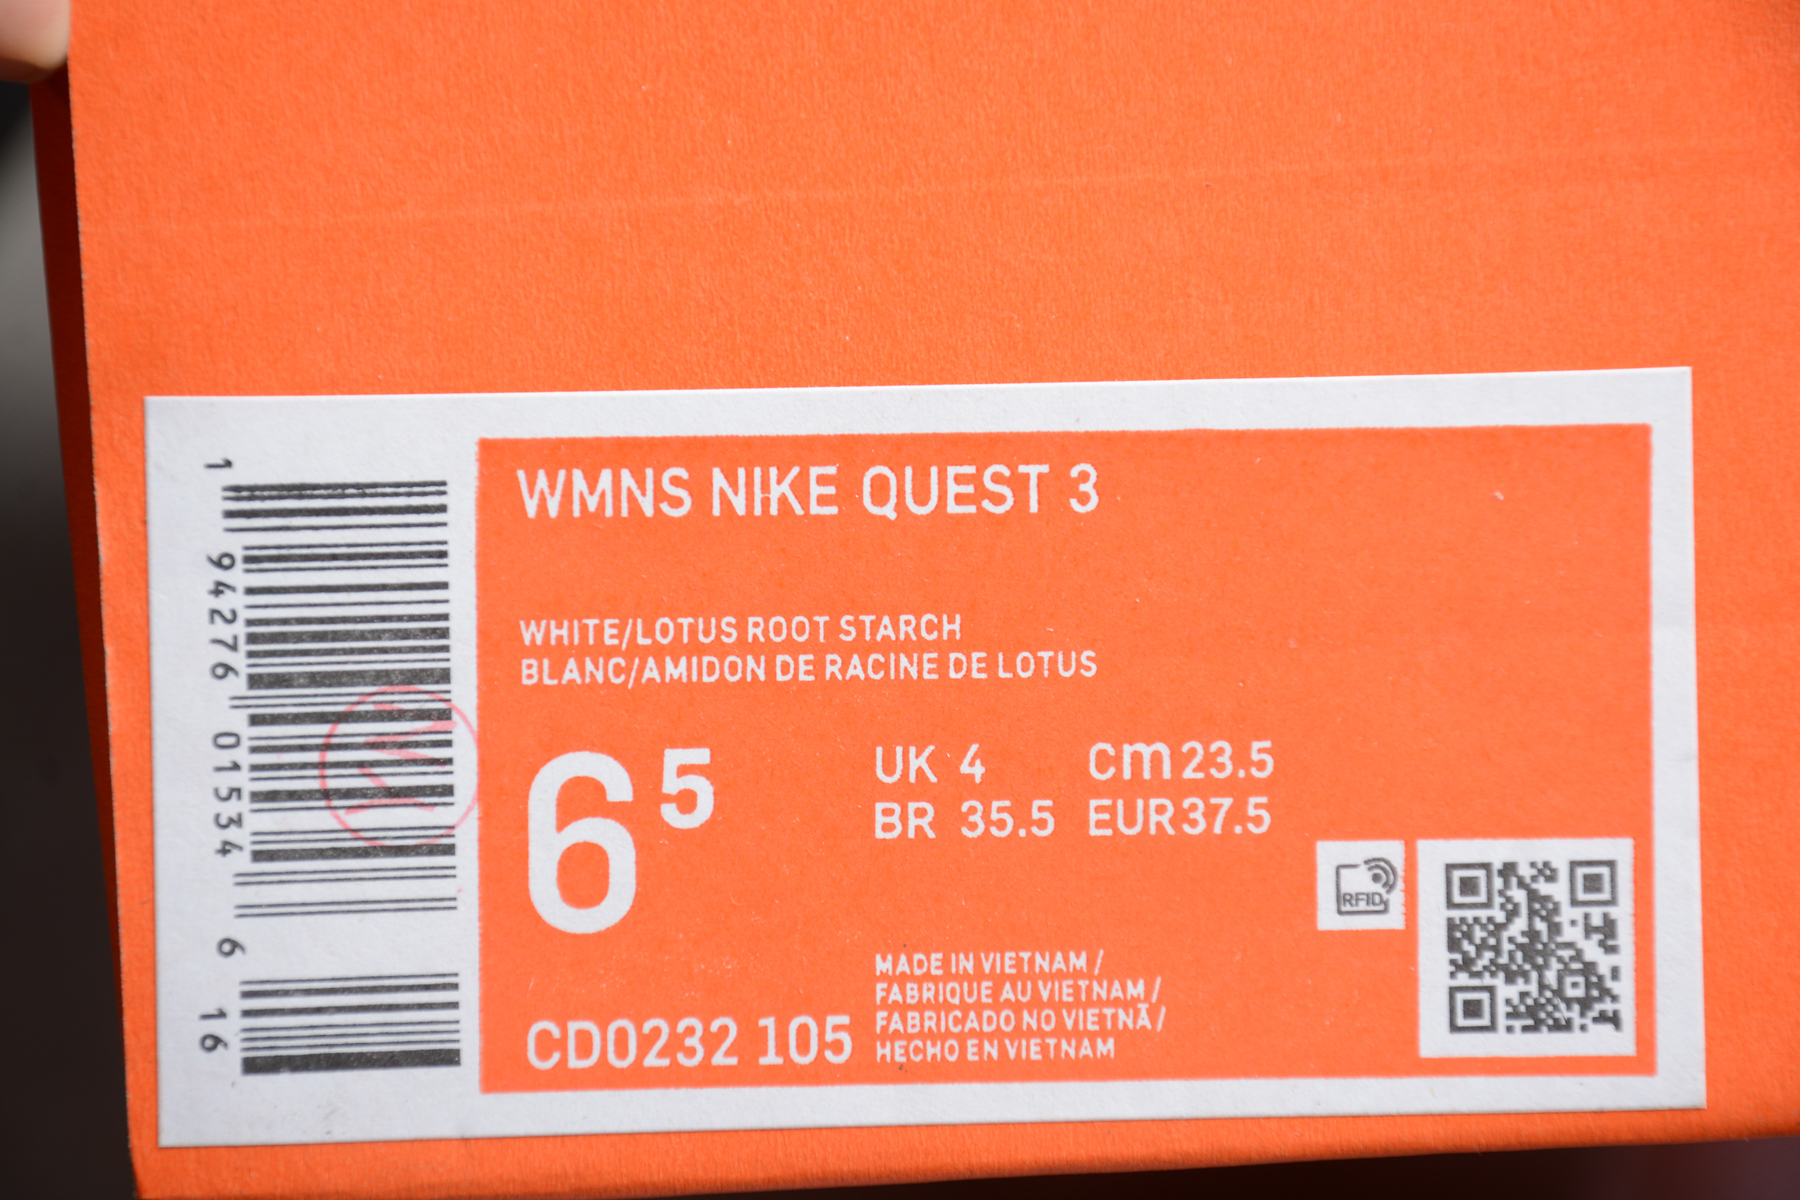 WMNS NIKE QUEST 3
WHITE/LOTUS ROOT STARCH
BLANC/AMIDON DE RACINE DE LOTUS
6 5
UK 4 cm 23.5
BR 35.5 EUR 37.5
RFID
MADE IN VIETNAM /
FABRIQUE AU VIETNAM /
FABRICADO NO VIETNÃ /
HECHO EN VIETNAM
CD0232 105
1 94276 01534 6 16